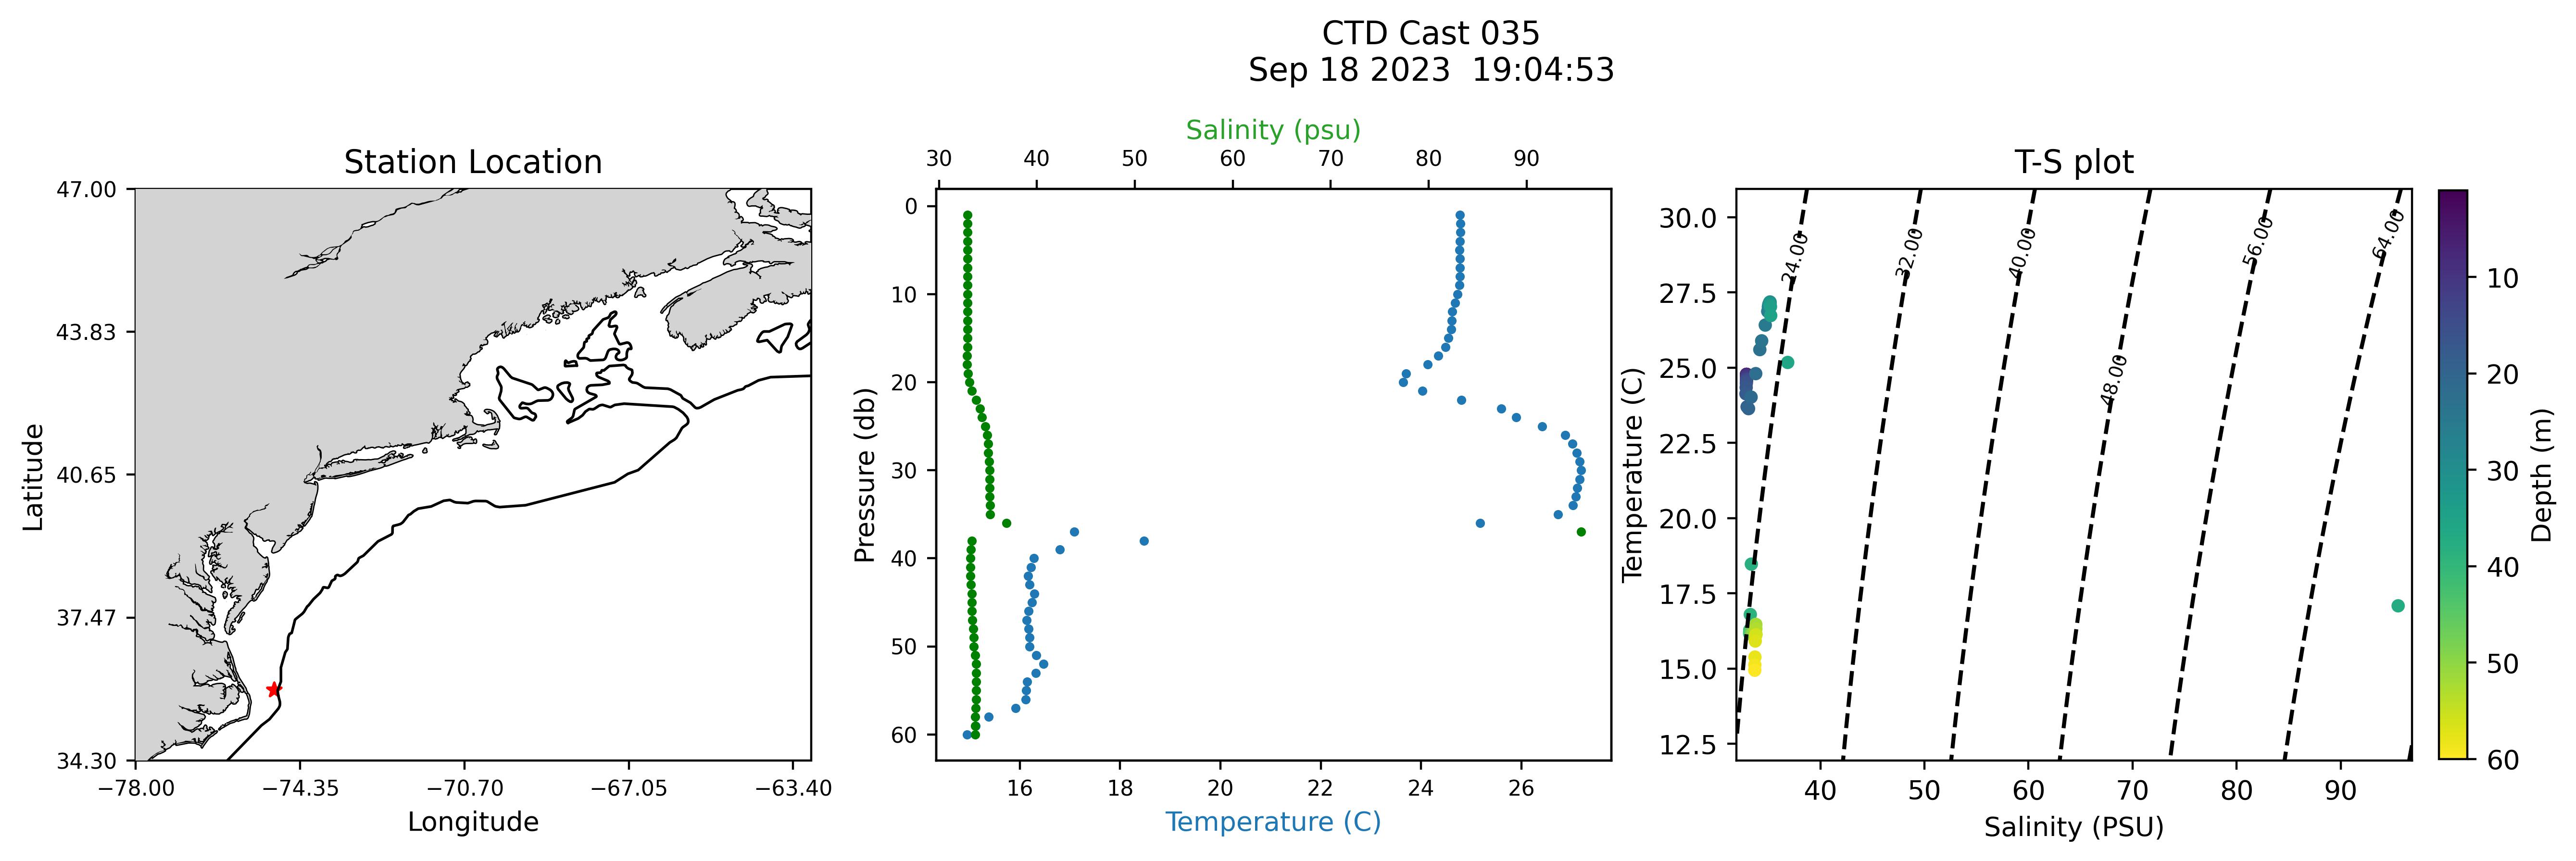 CTD Cast 035
Sep 18 2023  19:04:53
Station Location
47.00
43.83
40.65
37.47
34.30
Latitude
−78.00 −74.35 −70.70 −67.05 −63.40
Longitude
Salinity (psu)
30 40 50 60 70 80 90
0
10
20
30
40
50
60
Pressure (db)
16 18 20 22 24 26
Temperature (C)
T-S plot
30.0
27.5
25.0
22.5
20.0
17.5
15.0
12.5
Temperature (C)
24.00
32.00
40.00
48.00
56.00
64.00
40 50 60 70 80 90
Salinity (PSU)
10
20
30
40
50
60
Depth (m)